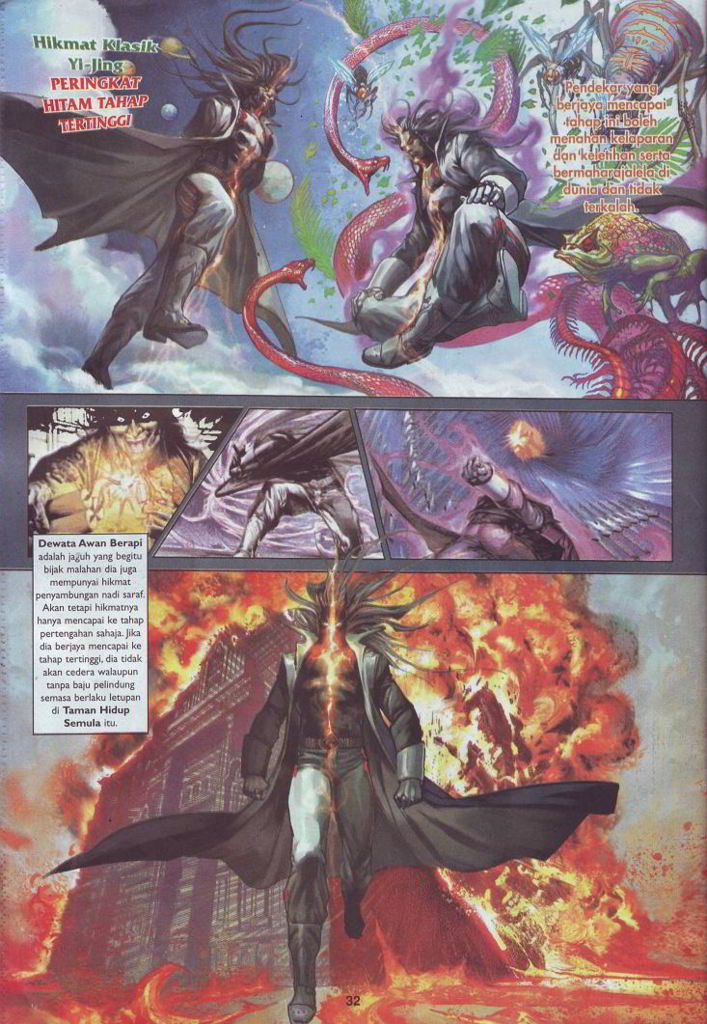 Hikmat Klasik
Yi-Jing
PERINGKAT
HITAM TAHAP
TERTINGGI
Pendekar yang
berjaya mencapai
tahap ini boleh
menahan kelaparan
dan keletihan serta
bermaharajalela di
dunia dan tidak
terkalah.
Dewata Awan Berapi
adalah jaguh yang begitu
bijak malahan dia juga
mempunyai hikmat
penyambungan nadi saraf.
Akan tetapi hikmatnya
hanya mencapai ke tahap
pertengahan sahaja. Jika
dia berjaya mencapai ke
tahap tertinggi, dia tidak
akan cedera walaupun
tanpa baju pelindung
semasa berlaku letupan
di Taman Hidup
Semula itu.
32